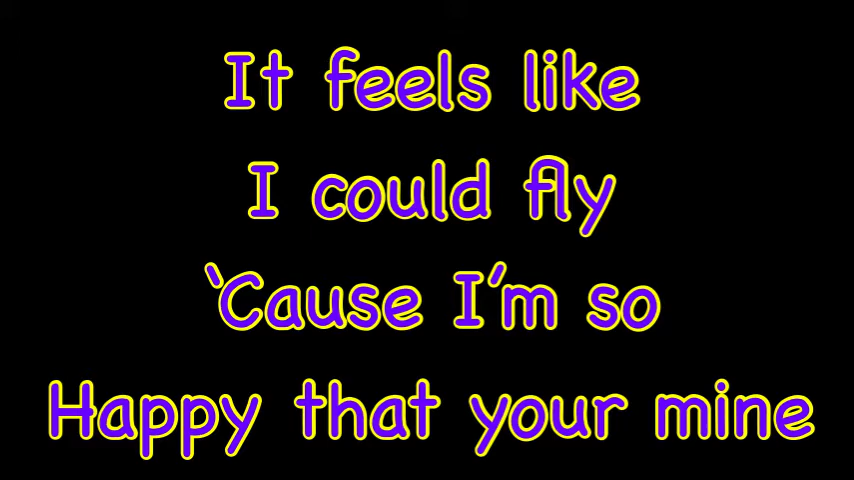 It feels like
I could fly
‘Cause I’m so
Happy that your mine